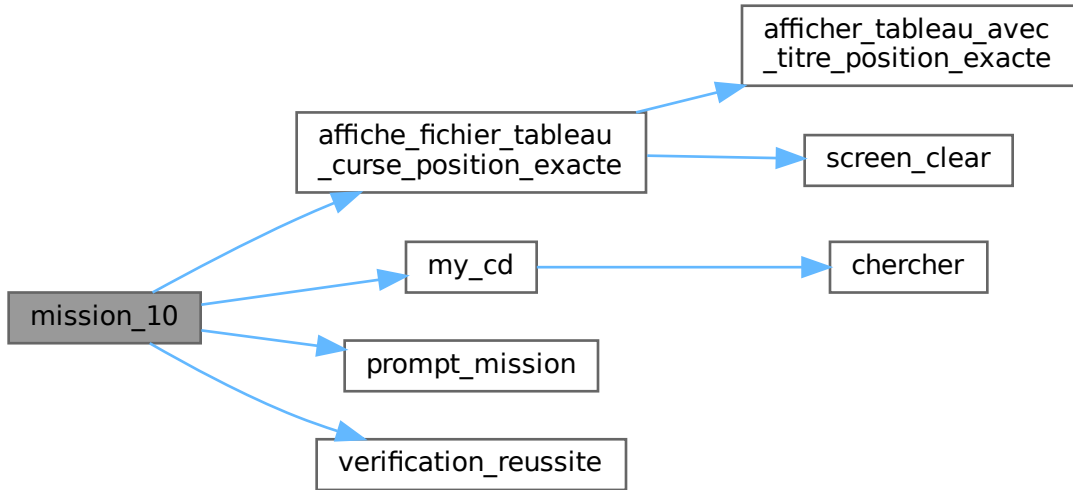 afficher_tableau_avec
_titre_position_exacte
affiche_fichier_tableau
_curse_position_exacte
screen_clear
my_cd
chercher
mission_10
prompt_mission
verification_reussite